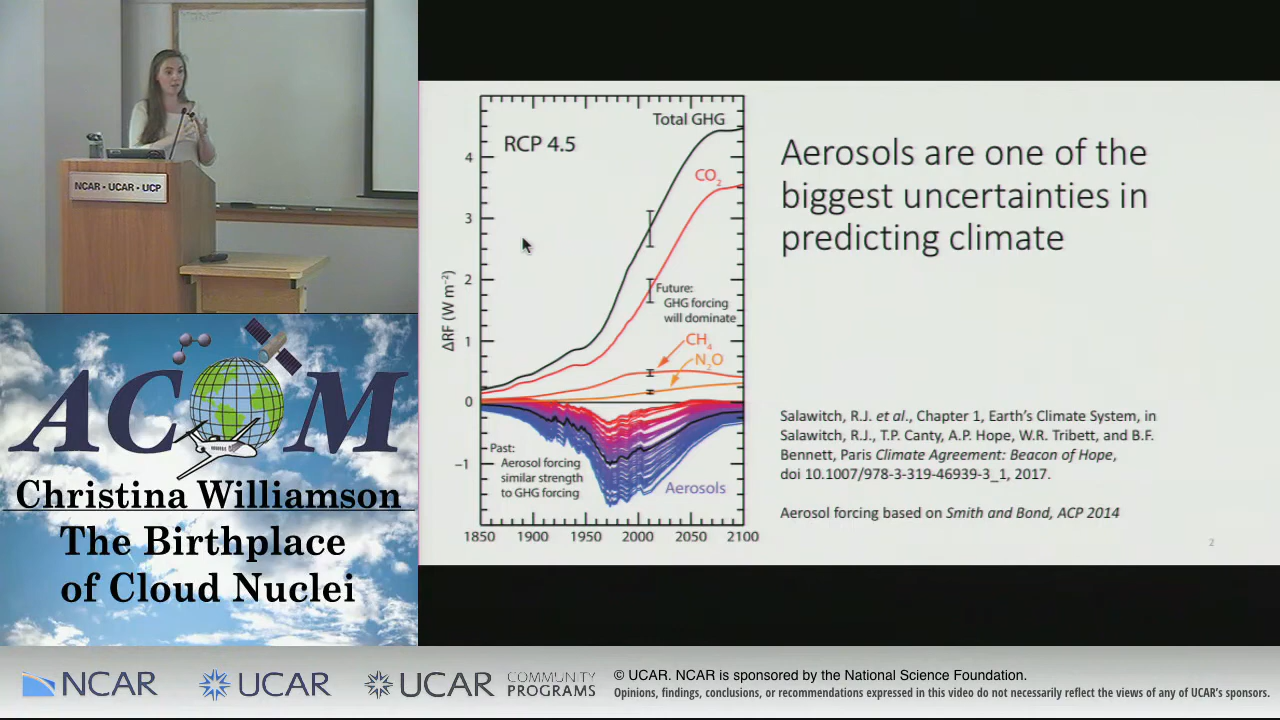 NCAR - UCAR - UCP
ACOM
Christina Williamson
The Birthplace
of Cloud Nuclei
RCP 4.5
Total GHG
CO2
Future:
GHG forcing
will dominate
CH4
N2O
Past:
Aerosol forcing
similar strength
to GHG forcing
Aerosols
ΔRF (W m−2)
4
3
2
1
0
−1
1850 1900 1950 2000 2050 2100
Aerosols are one of the
biggest uncertainties in
predicting climate
Salawitch, R.J. et al., Chapter 1, Earth's Climate System, in
Salawitch, R.J., T.P. Canty, A.P. Hope, W.R. Tribett, and B.F.
Bennett, Paris Climate Agreement: Beacon of Hope,
doi 10.1007/978-3-319-46939-3_1, 2017.
Aerosol forcing based on Smith and Bond, ACP 2014
2
NCAR
UCAR
UCAR
COMMUNITY
PROGRAMS
© UCAR. NCAR is sponsored by the National Science Foundation.
Opinions, findings, conclusions, or recommendations expressed in this video do not necessarily reflect the views of any of UCAR's sponsors.